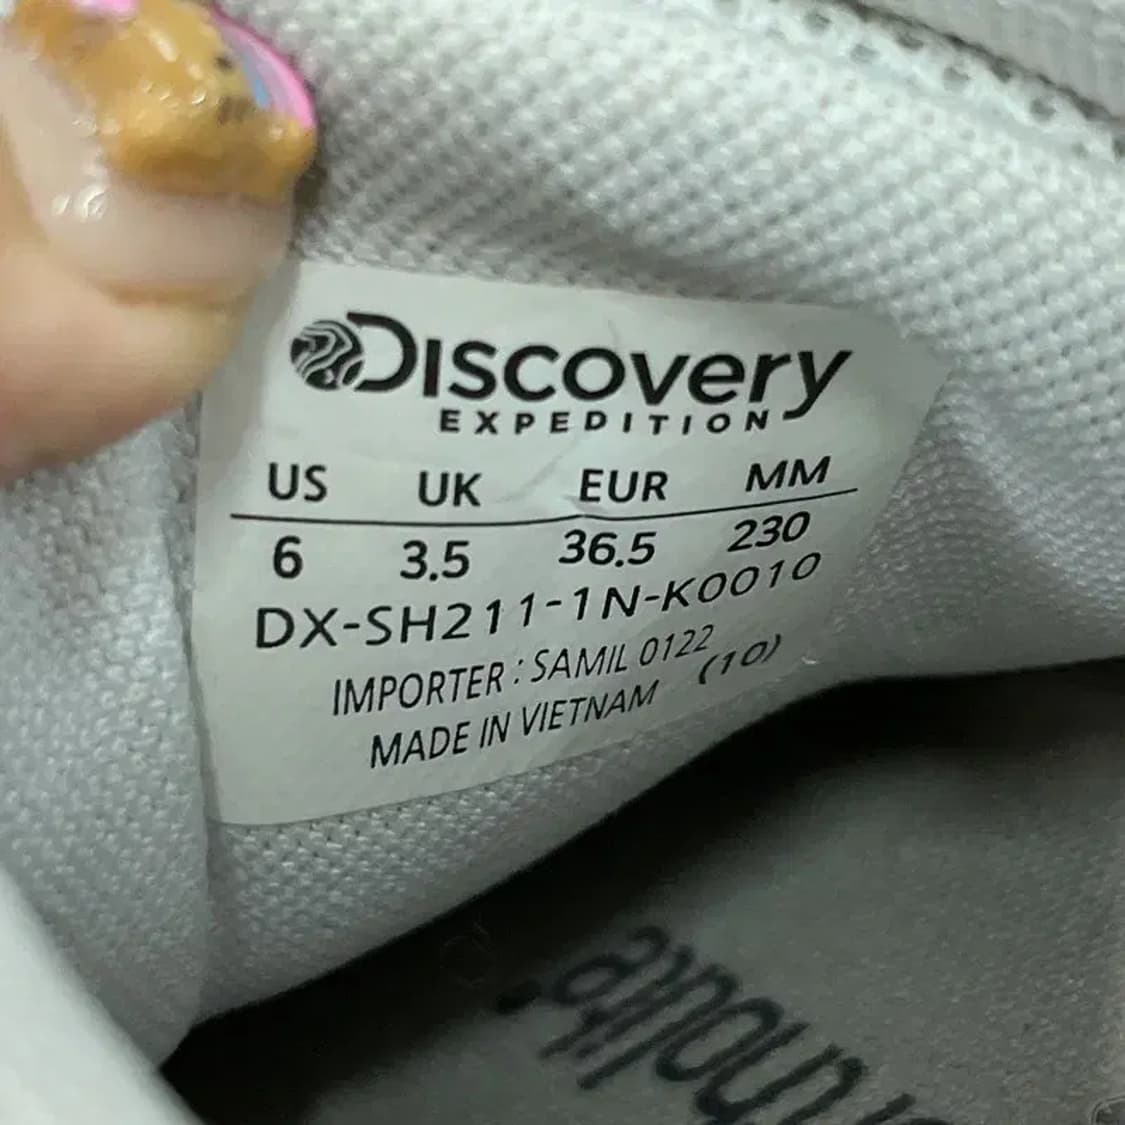 DISCOVERY
EXPEDITION
US UK EUR MM
6 3.5 36.5 230
DX-SH211-1N-K0010
IMPORTER : SAMIL 0122
MADE IN VIETNAM (10)